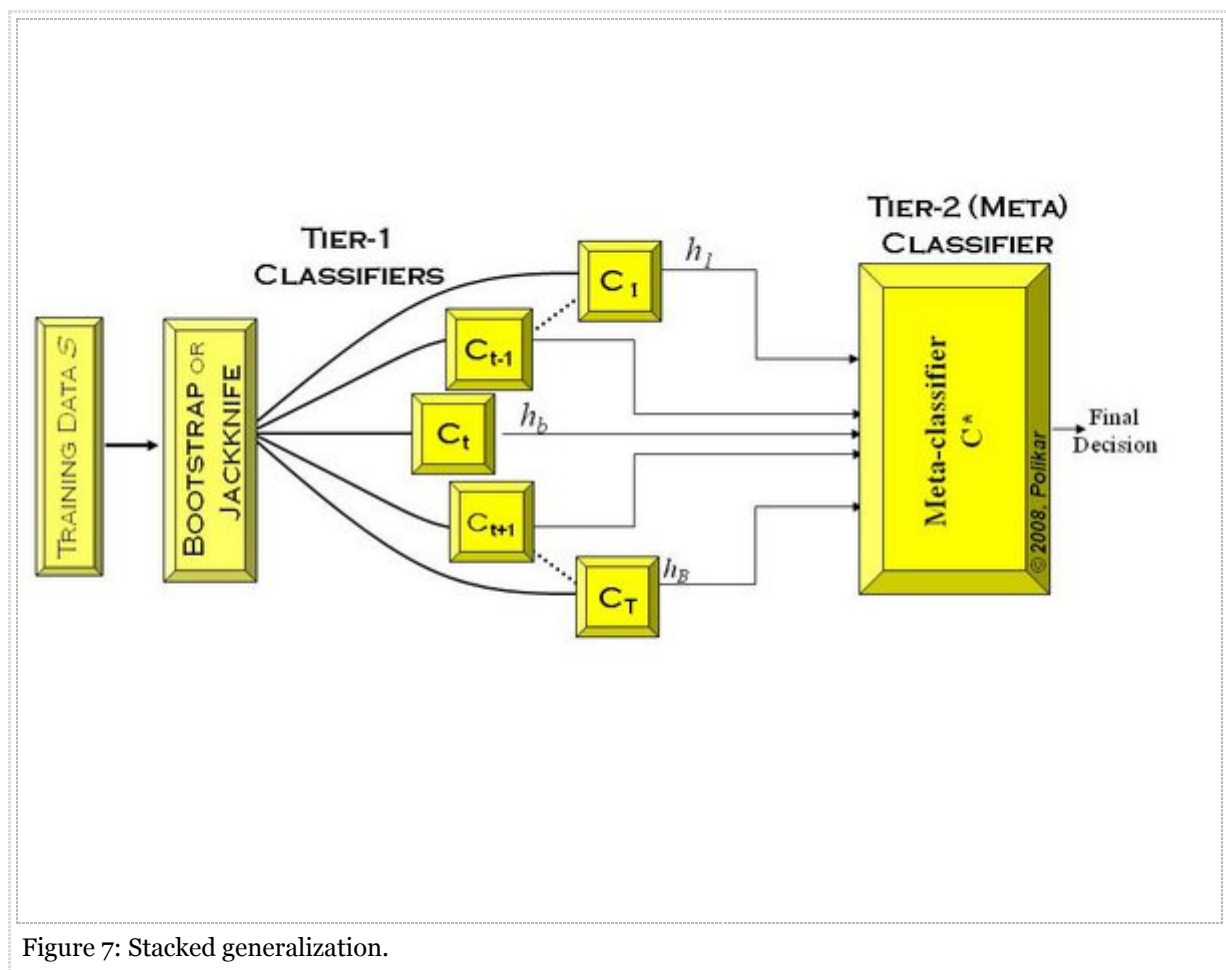 TRAINING DATA S
BOOTSTRAP OR
JACKKNIFE
TIER-1
CLASSIFIERS
C1
Ct-1
Ct
Ct+1
CT
h1
hb
hB
TIER-2 (META)
CLASSIFIER
Meta-classifier
C*
© 2008, Polikar
Final
Decision
Figure 7: Stacked generalization.